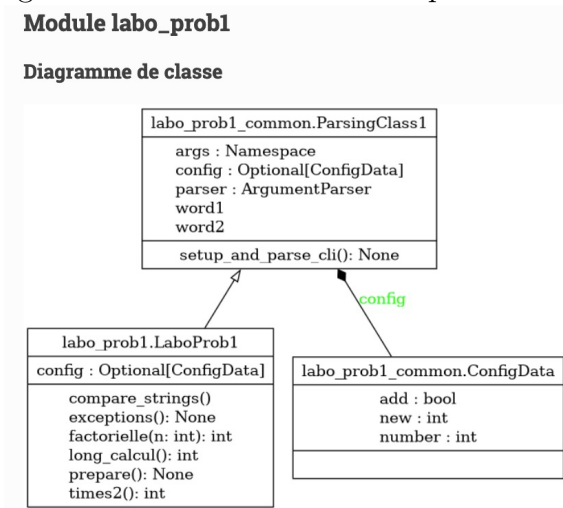 Module labo_prob1
Diagramme de classe
labo_prob1_common.ParsingClass1
args : Namespace
config : Optional[ConfigData]
parser : ArgumentParser
word1
word2
setup_and_parse_cli(): None
config
labo_prob1.LaboProb1
config : Optional[ConfigData]
compare_strings()
exceptions(): None
factorielle(n: int): int
long_calcul(): int
prepare(): None
times2(): int
labo_prob1_common.ConfigData
add : bool
new : int
number : int